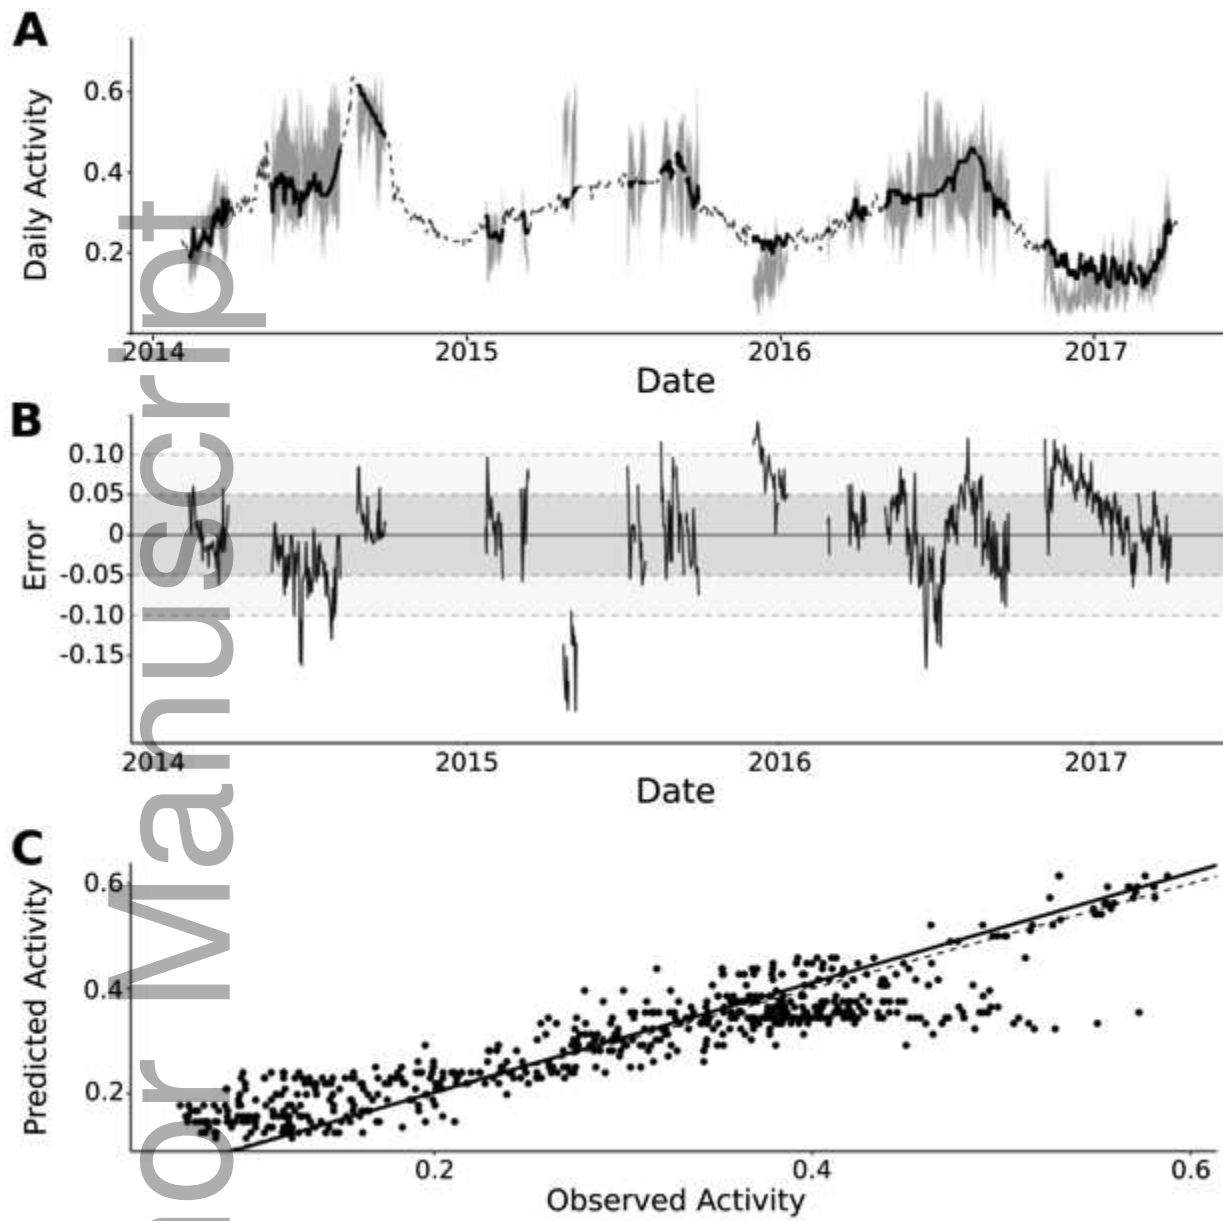 A
Daily Activity
0.6
0.4
0.2
2014 2015 2016 2017
Date
B
Error
0.10
0.05
0
-0.05
-0.10
-0.15
2014 2015 2016 2017
Date
C
Predicted Activity
0.6
0.4
0.2
0.2 0.4 0.6
Observed Activity
or Manuscript